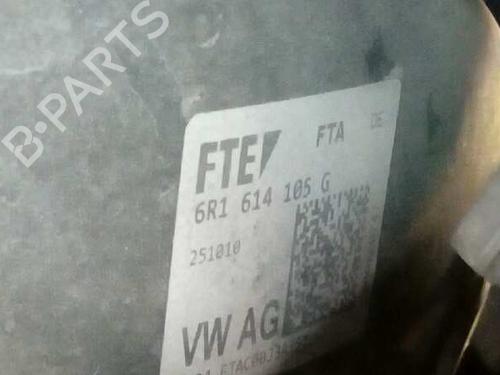 B-PARTS
FTE FTA DE
6R1 614 105 G
251010
VW AG